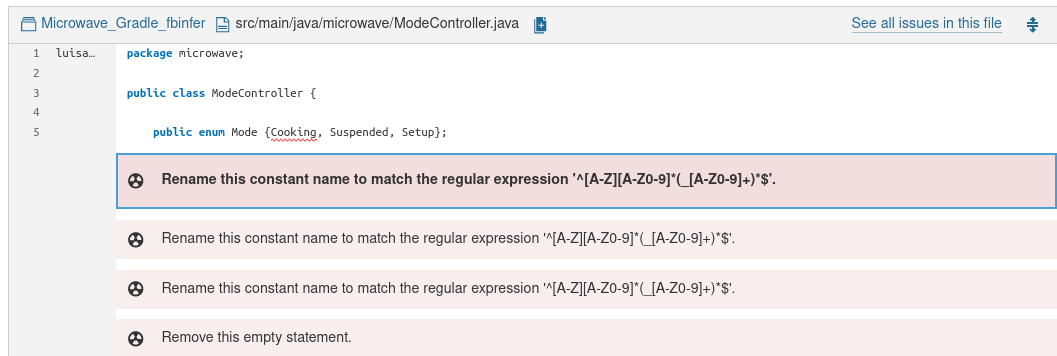 Microwave_Gradle_fbinfer src/main/java/microwave/ModeController.java See all issues in this file
1 luisa… package microwave;
2
3 public class ModeController {
4
5 public enum Mode {Cooking, Suspended, Setup};
Rename this constant name to match the regular expression '^[A-Z][A-Z0-9]*(_[A-Z0-9]+)*$'.
Rename this constant name to match the regular expression '^[A-Z][A-Z0-9]*(_[A-Z0-9]+)*$'.
Rename this constant name to match the regular expression '^[A-Z][A-Z0-9]*(_[A-Z0-9]+)*$'.
Remove this empty statement.